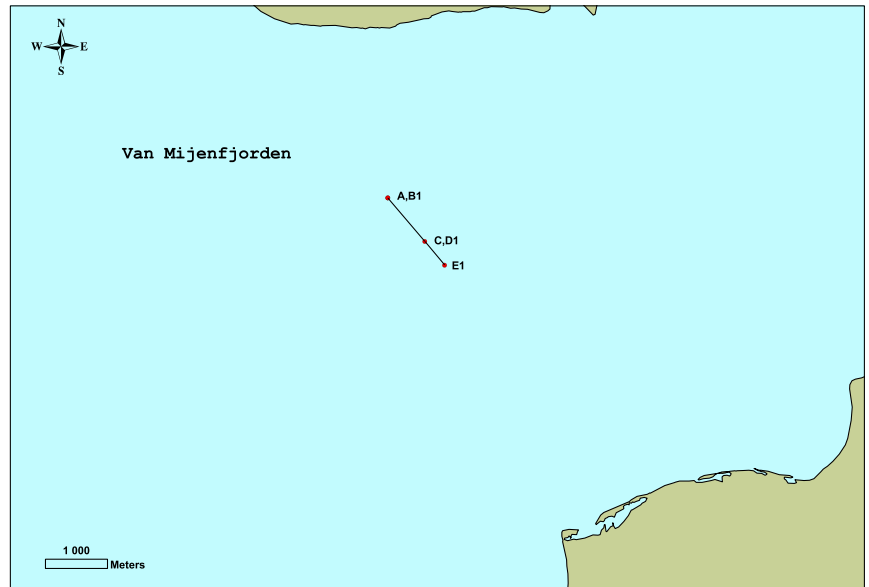 N
W E
S
Van Mijenfjorden
A,B1
C,D1
E1
1 000
Meters